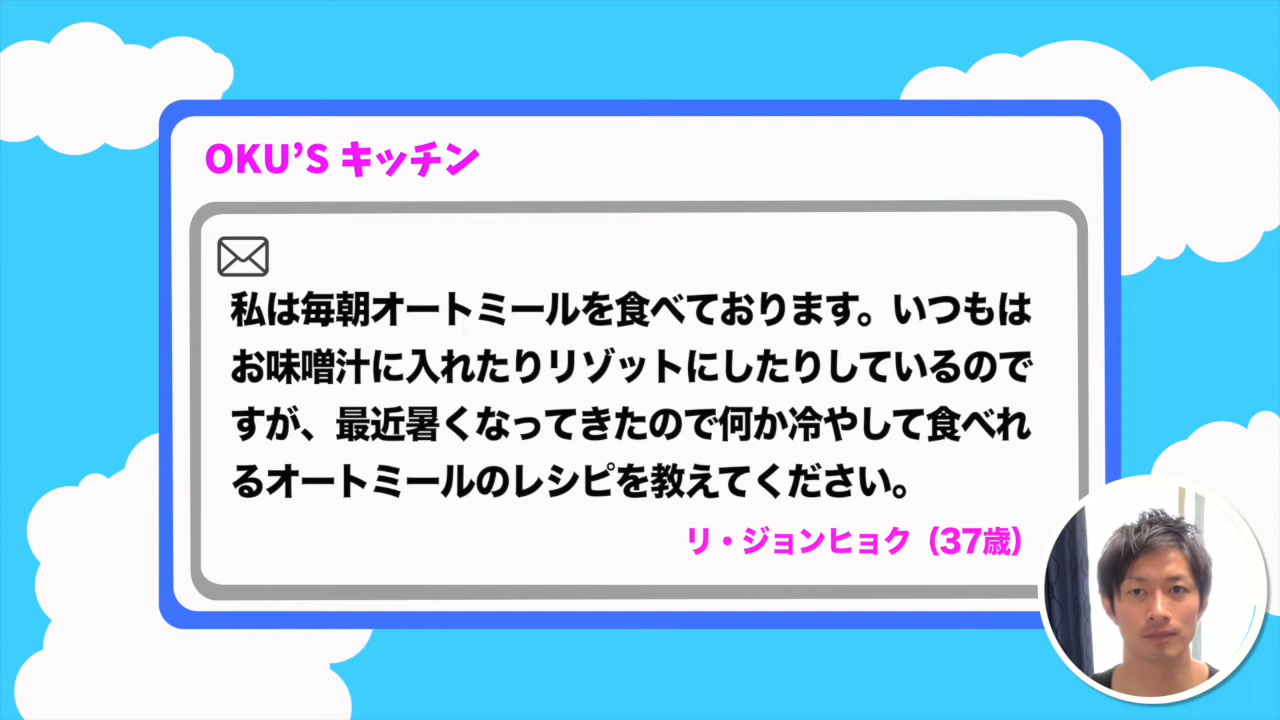 OKU’S キッチン
私は毎朝オートミールを食べております。いつもは
お味噌汁に入れたりリゾットにしたりしているので
すが、最近暑くなってきたので何か冷やして食べれ
るオートミールのレシピを教えてください。
リ・ジョンヒョク（37歳）